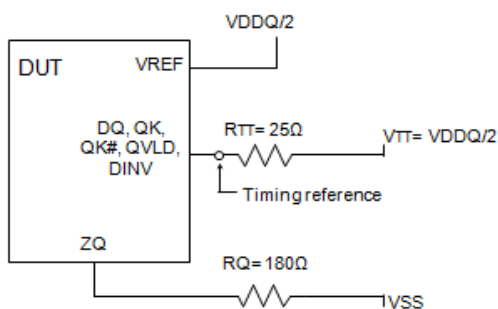 VDDQ/2
DUT
VREF
DQ, QK,
QK#, QVLD,
DINV
RTT= 25Ω
VTT= VDDQ/2
Timing reference
ZQ
RQ= 180Ω
VSS